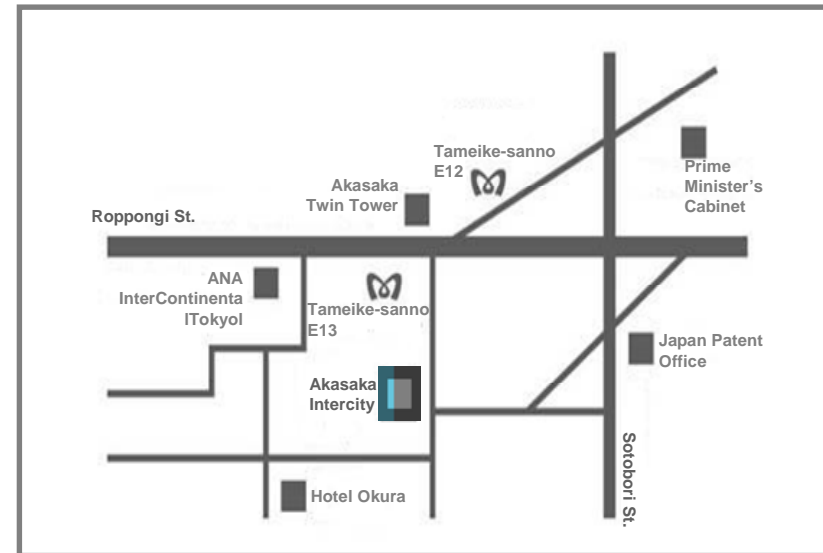 Tameike-sanno
E12
Prime
Minister's
Cabinet
Akasaka
Twin Tower
Roppongi St.
ANA
InterContinenta
lTokyol
Tameike-sanno
E13
Japan Patent
Office
Akasaka
Intercity
Sotobori St.
Hotel Okura